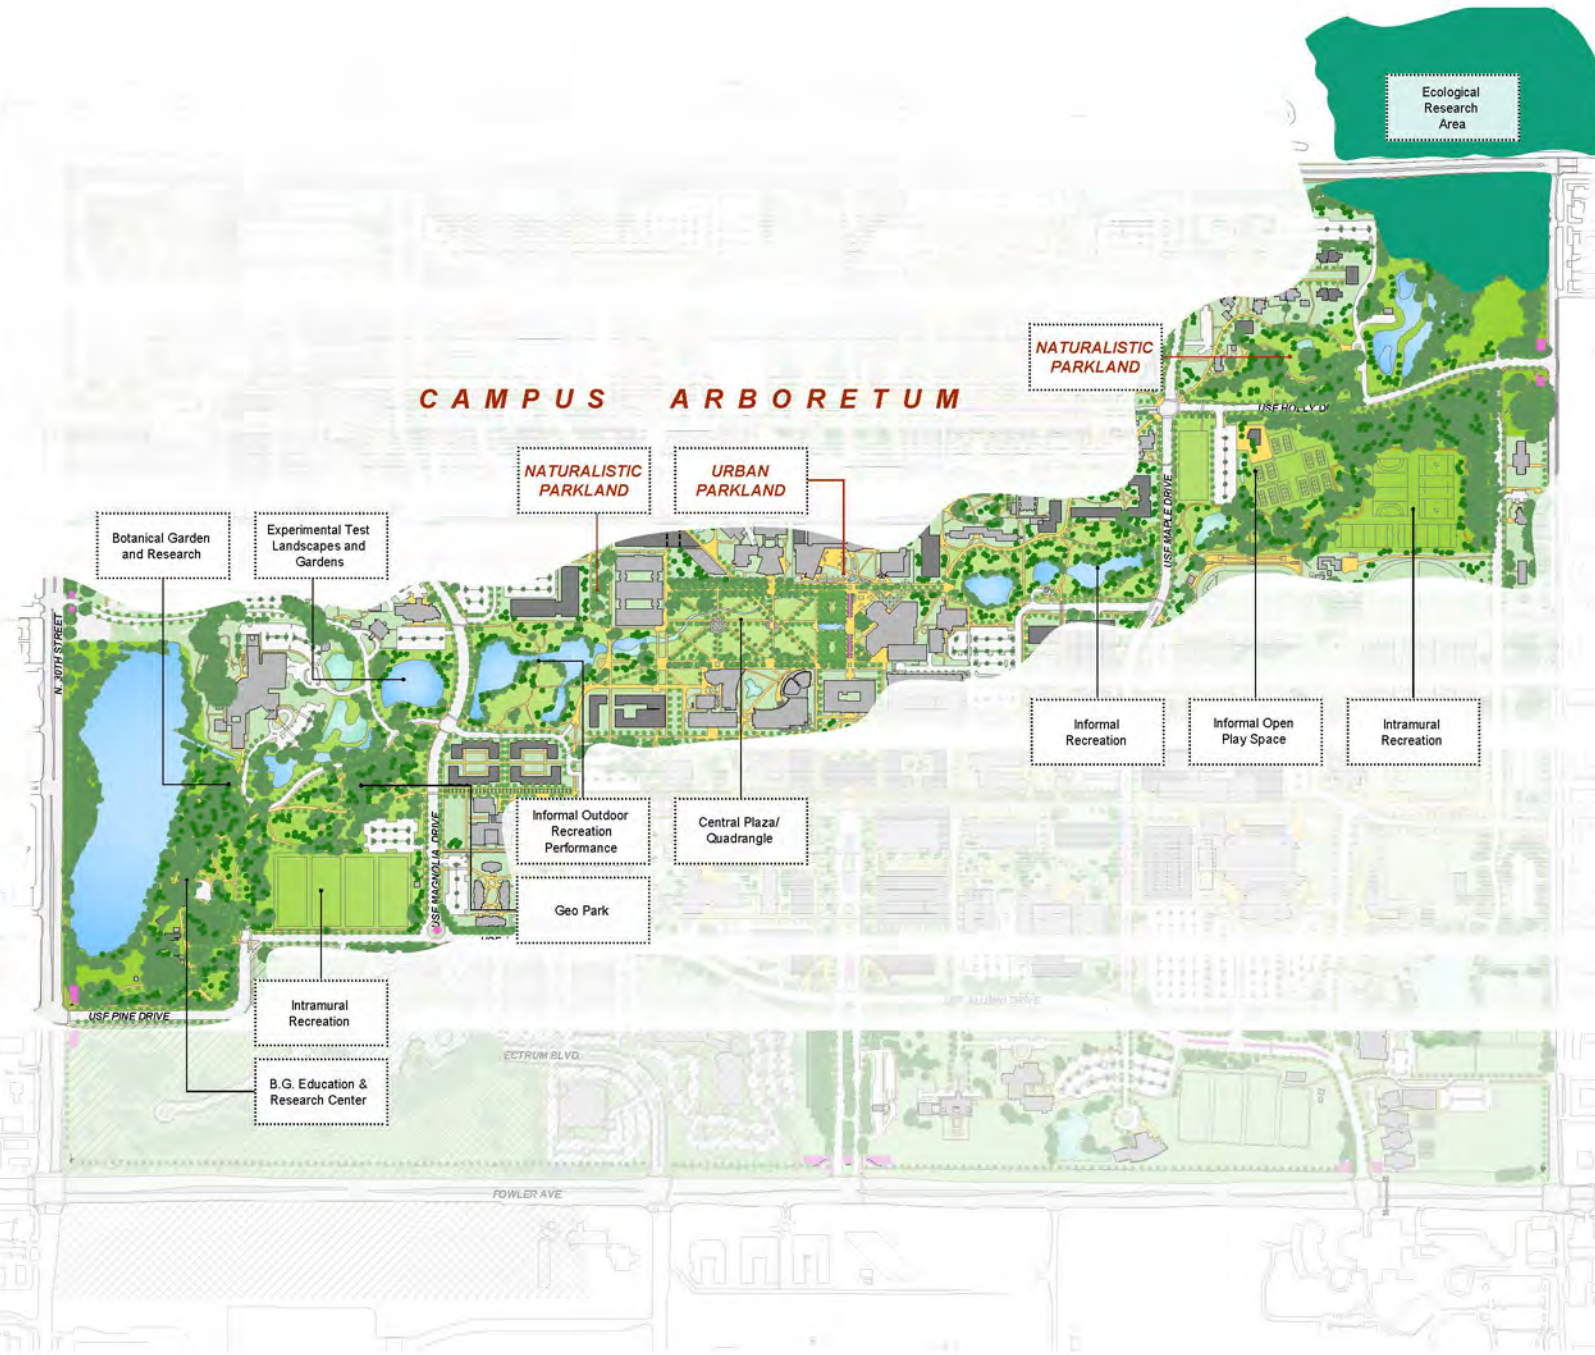 Ecological
Research
Area
NATURALISTIC
PARKLAND
CAMPUS ARBORETUM
USF HOLLY DR
NATURALISTIC
PARKLAND
URBAN
PARKLAND
Botanical Garden
and Research
Experimental Test
Landscapes and
Gardens
USF MAPLE DRIVE
N. 30TH STREET
Informal
Recreation
Informal Open
Play Space
Intramural
Recreation
Informal Outdoor
Recreation
Performance
Central Plaza/
Quadrangle
USF MAGNOLIA DRIVE
Geo Park
USF
Intramural
Recreation
USF ALUMNI DRIVE
USF PINE DRIVE
ECTRUM BLVD.
B.G. Education &
Research Center
FOWLER AVE.